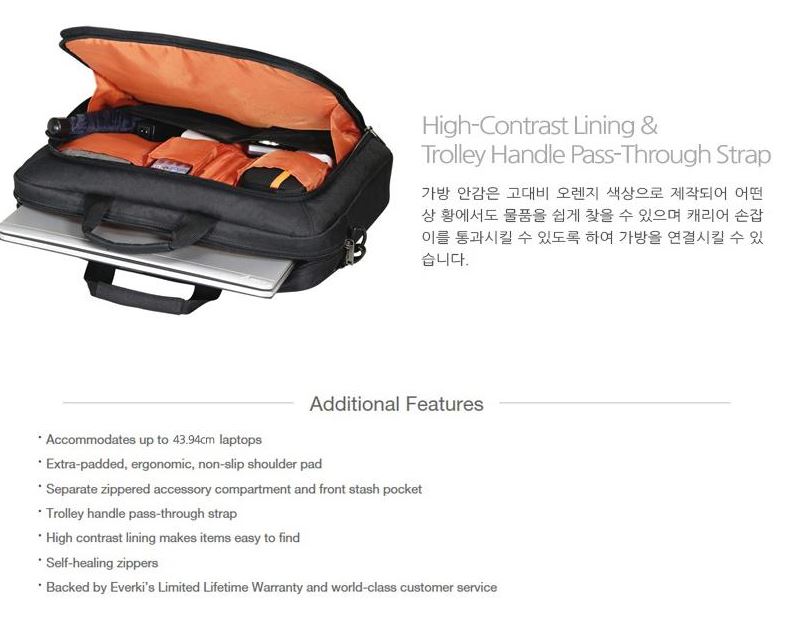 High-Contrast Lining &
Trolley Handle Pass-Through Strap
가방 안감은 고대비 오렌지 색상으로 제작되어 어떤
상 황에서도 물품을 쉽게 찾을 수 있으며 캐리어 손잡
이를 통과시킬 수 있도록 하여 가방을 연결시킬 수 있
습니다.
Additional Features
· Accommodates up to 43.94cm laptops
· Extra-padded, ergonomic, non-slip shoulder pad
· Separate zippered accessory compartment and front stash pocket
· Trolley handle pass-through strap
· High contrast lining makes items easy to find
· Self-healing zippers
· Backed by Everki's Limited Lifetime Warranty and world-class customer service